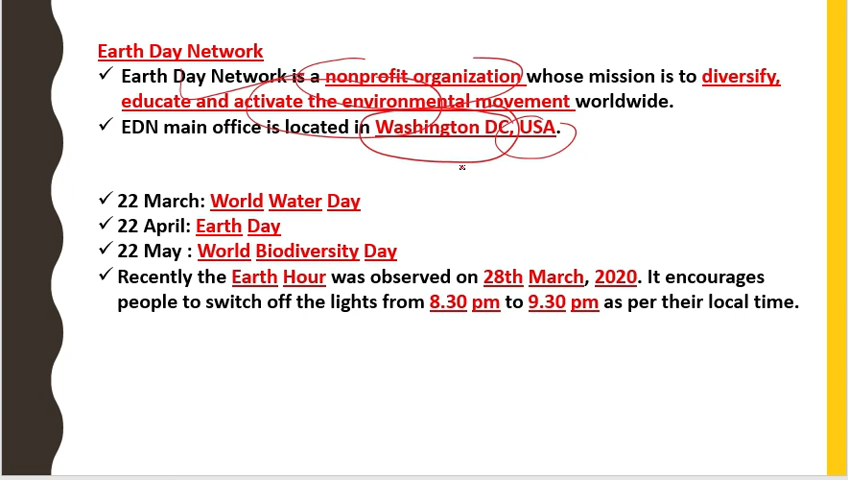 Earth Day Network
✓ Earth Day Network is a nonprofit organization whose mission is to diversify,
educate and activate the environmental movement worldwide.
✓ EDN main office is located in Washington DC, USA.
✓ 22 March: World Water Day
✓ 22 April: Earth Day
✓ 22 May : World Biodiversity Day
✓ Recently the Earth Hour was observed on 28th March, 2020. It encourages
people to switch off the lights from 8.30 pm to 9.30 pm as per their local time.